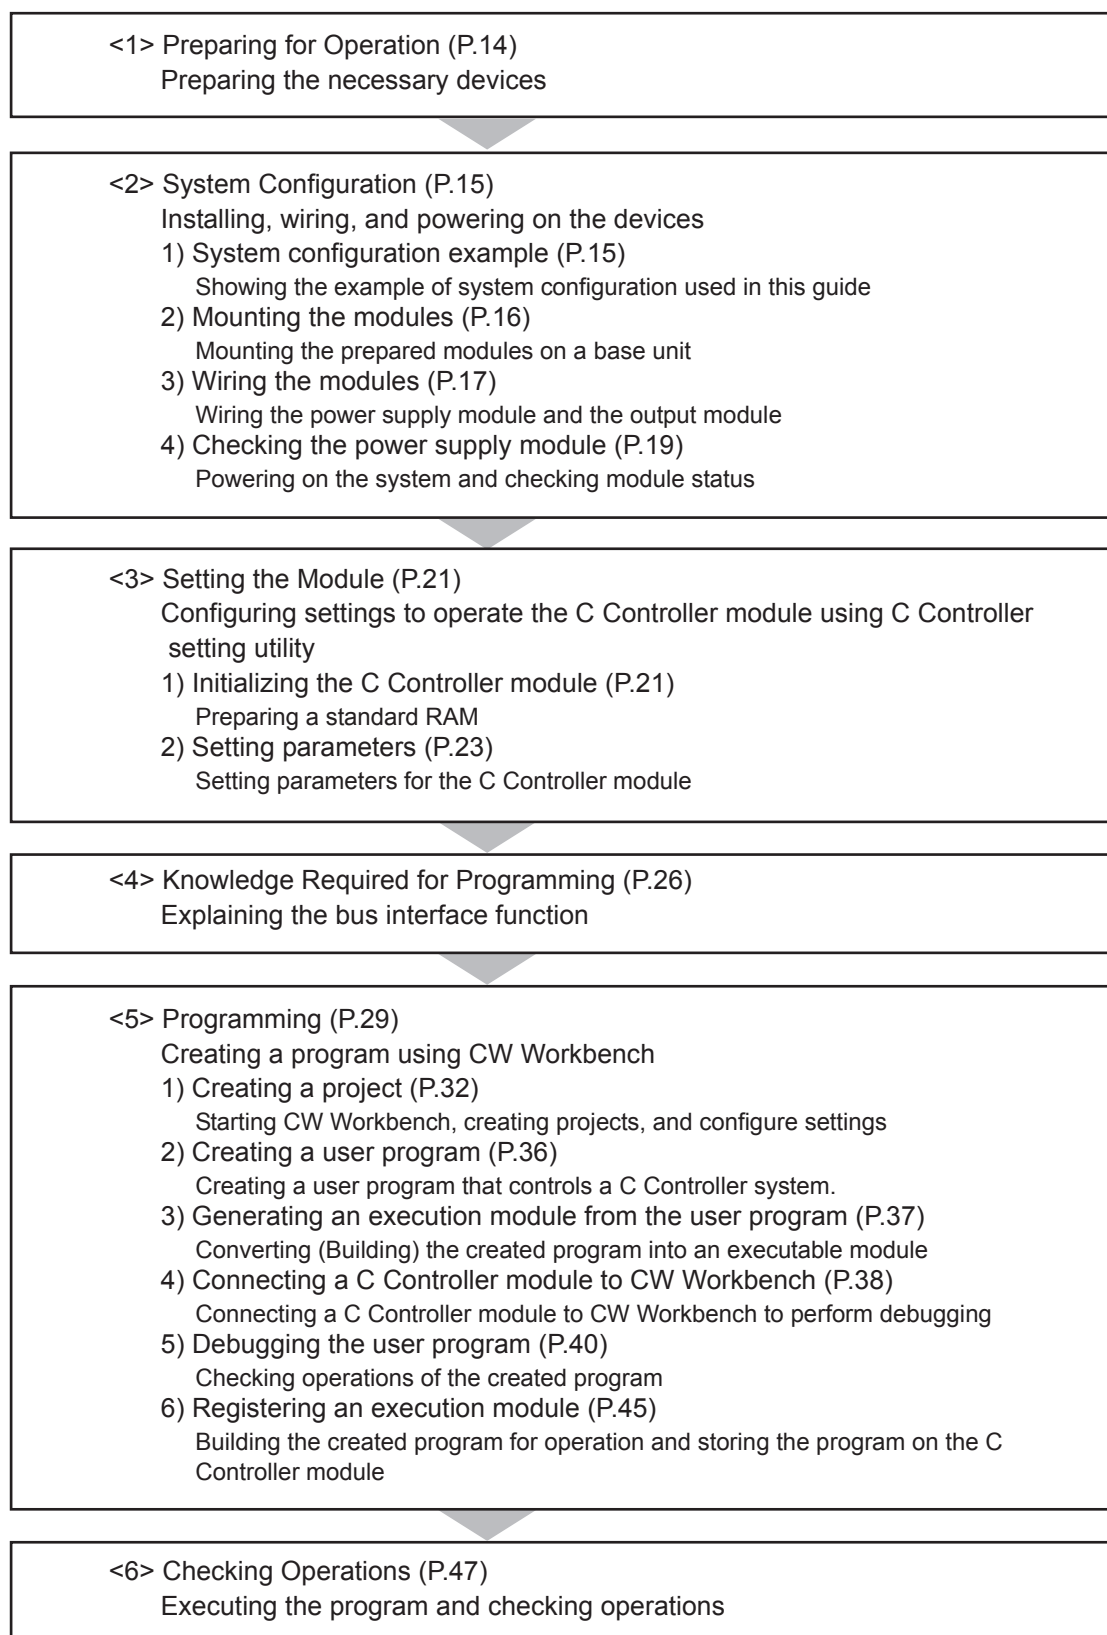 <1> Preparing for Operation (P.14)
Preparing the necessary devices
<2> System Configuration (P.15)
Installing, wiring, and powering on the devices
1) System configuration example (P.15)
Showing the example of system configuration used in this guide
2) Mounting the modules (P.16)
Mounting the prepared modules on a base unit
3) Wiring the modules (P.17)
Wiring the power supply module and the output module
4) Checking the power supply module (P.19)
Powering on the system and checking module status
<3> Setting the Module (P.21)
Configuring settings to operate the C Controller module using C Controller
setting utility
1) Initializing the C Controller module (P.21)
Preparing a standard RAM
2) Setting parameters (P.23)
Setting parameters for the C Controller module
<4> Knowledge Required for Programming (P.26)
Explaining the bus interface function
<5> Programming (P.29)
Creating a program using CW Workbench
1) Creating a project (P.32)
Starting CW Workbench, creating projects, and configure settings
2) Creating a user program (P.36)
Creating a user program that controls a C Controller system.
3) Generating an execution module from the user program (P.37)
Converting (Building) the created program into an executable module
4) Connecting a C Controller module to CW Workbench (P.38)
Connecting a C Controller module to CW Workbench to perform debugging
5) Debugging the user program (P.40)
Checking operations of the created program
6) Registering an execution module (P.45)
Building the created program for operation and storing the program on the C
Controller module
<6> Checking Operations (P.47)
Executing the program and checking operations